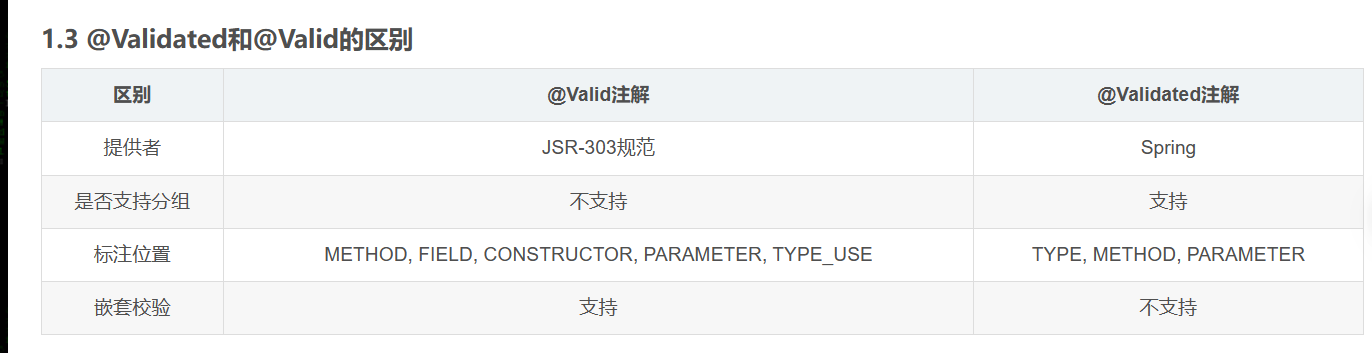 1.3 @Validated和@Valid的区别
区别 @Valid注解 @Validated注解
提供者 JSR-303规范 Spring
是否支持分组 不支持 支持
标注位置 METHOD, FIELD, CONSTRUCTOR, PARAMETER, TYPE_USE TYPE, METHOD, PARAMETER
嵌套校验 支持 不支持